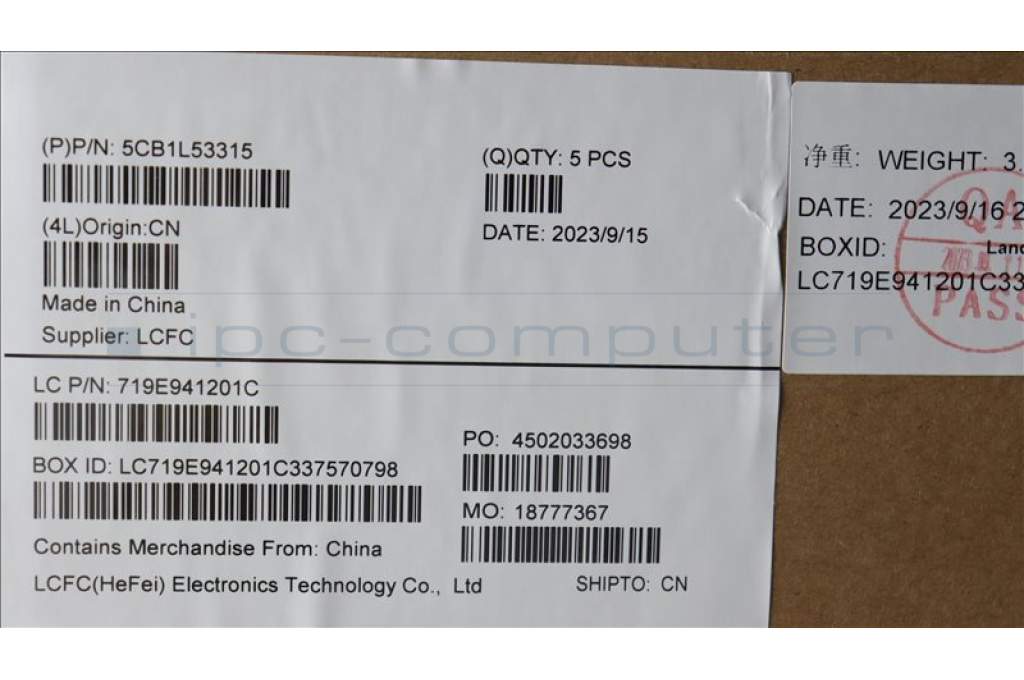 (P)P/N: 5CB1L53315
(Q)QTY: 5 PCS
(4L)Origin:CN
DATE: 2023/9/15
Made in China
Supplier: LCFC
LC P/N: 719E941201C
PO: 4502033698
BOX ID: LC719E941201C337570798
MO: 18777367
Contains Merchandise From: China
LCFC(HeFei) Electronics Technology Co., Ltd
SHIPTO: CN
净重: WEIGHT: 3.
DATE: 2023/9/16 2
BOXID:
LC719E941201C33
QA
PASS
ipc-computer